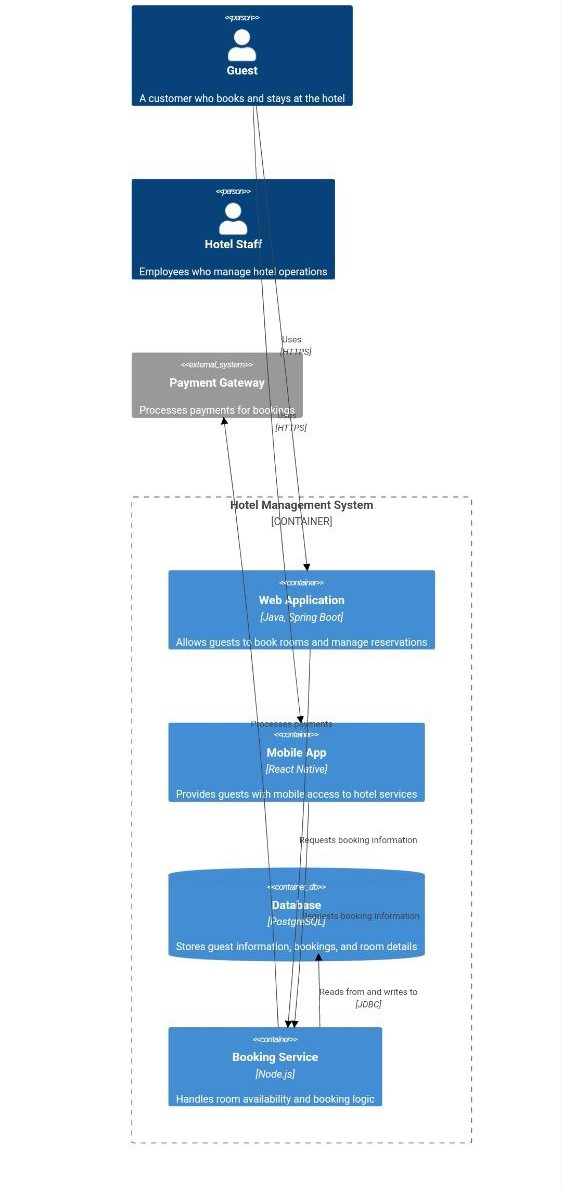 <<person>>
Guest
A customer who books and stays at the hotel
<<person>>
Hotel Staff
Employees who manage hotel operations
Uses
[HTTPS]
<<external_system>>
Payment Gateway
Processes payments for bookings
Uses
[HTTPS]
Hotel Management System
[CONTAINER]
<<container>>
Web Application
[Java, Spring Boot]
Allows guests to book rooms and manage reservations
Processes payments
<<container>>
Mobile App
[React Native]
Provides guests with mobile access to hotel services
Requests booking information
<<container_db>>
Database
Requests booking information
[PostgreSQL]
Stores guest information, bookings, and room details
Reads from and writes to
[JDBC]
<<container>>
Booking Service
[Node.js]
Handles room availability and booking logic